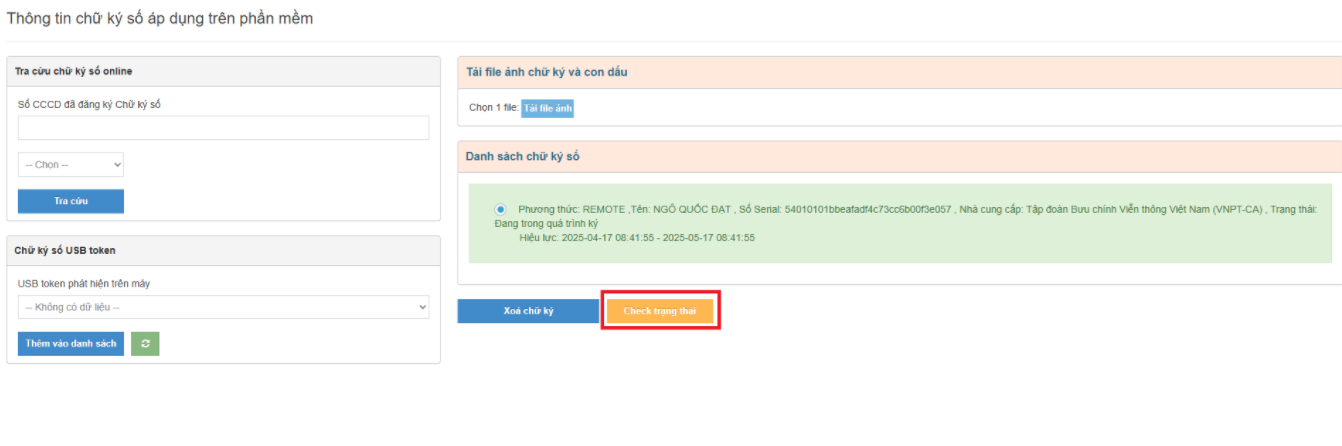 Thông tin chữ ký số áp dụng trên phần mềm
Tra cứu chữ ký số online
Số CCCD đã đăng ký Chữ ký số
-- Chọn --
Tra cứu
Chữ ký số USB token
USB token phát hiện trên máy
-- Không có dữ liệu --
Thêm vào danh sách
Tải file ảnh chữ ký và con dấu
Chọn 1 file: Tải file ảnh
Danh sách chữ ký số
Phương thức: REMOTE ,Tên: NGÔ QUỐC ĐẠT , Số Serial: 54010101bbeafadf4c73cc6b00f3e057 , Nhà cung cấp: Tập đoàn Bưu chính Viễn thông Việt Nam (VNPT-CA) , Trạng thái:
Đang trong quá trình ký
Hiệu lực: 2025-04-17 08:41:55 - 2025-05-17 08:41:55
Xoá chữ ký
Check trạng thái